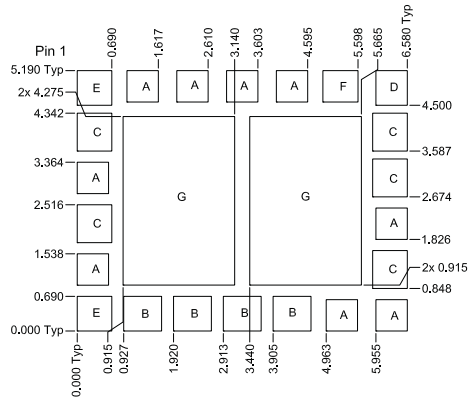 0.690
1.617
2.610
3.140
3.603
4.595
5.598
5.665
6.580 Typ
Pin 1
5.190 Typ
2x 4.275
4.342
3.364
2.516
1.538
0.690
0.000 Typ
E A A A A F D
C C
A C
C A
A C
E B B B B A A
G G
4.500
3.587
2.674
1.826
2x 0.915
0.848
0.000 Typ
0.915
0.927
1.920
2.913
3.440
3.905
4.963
5.955